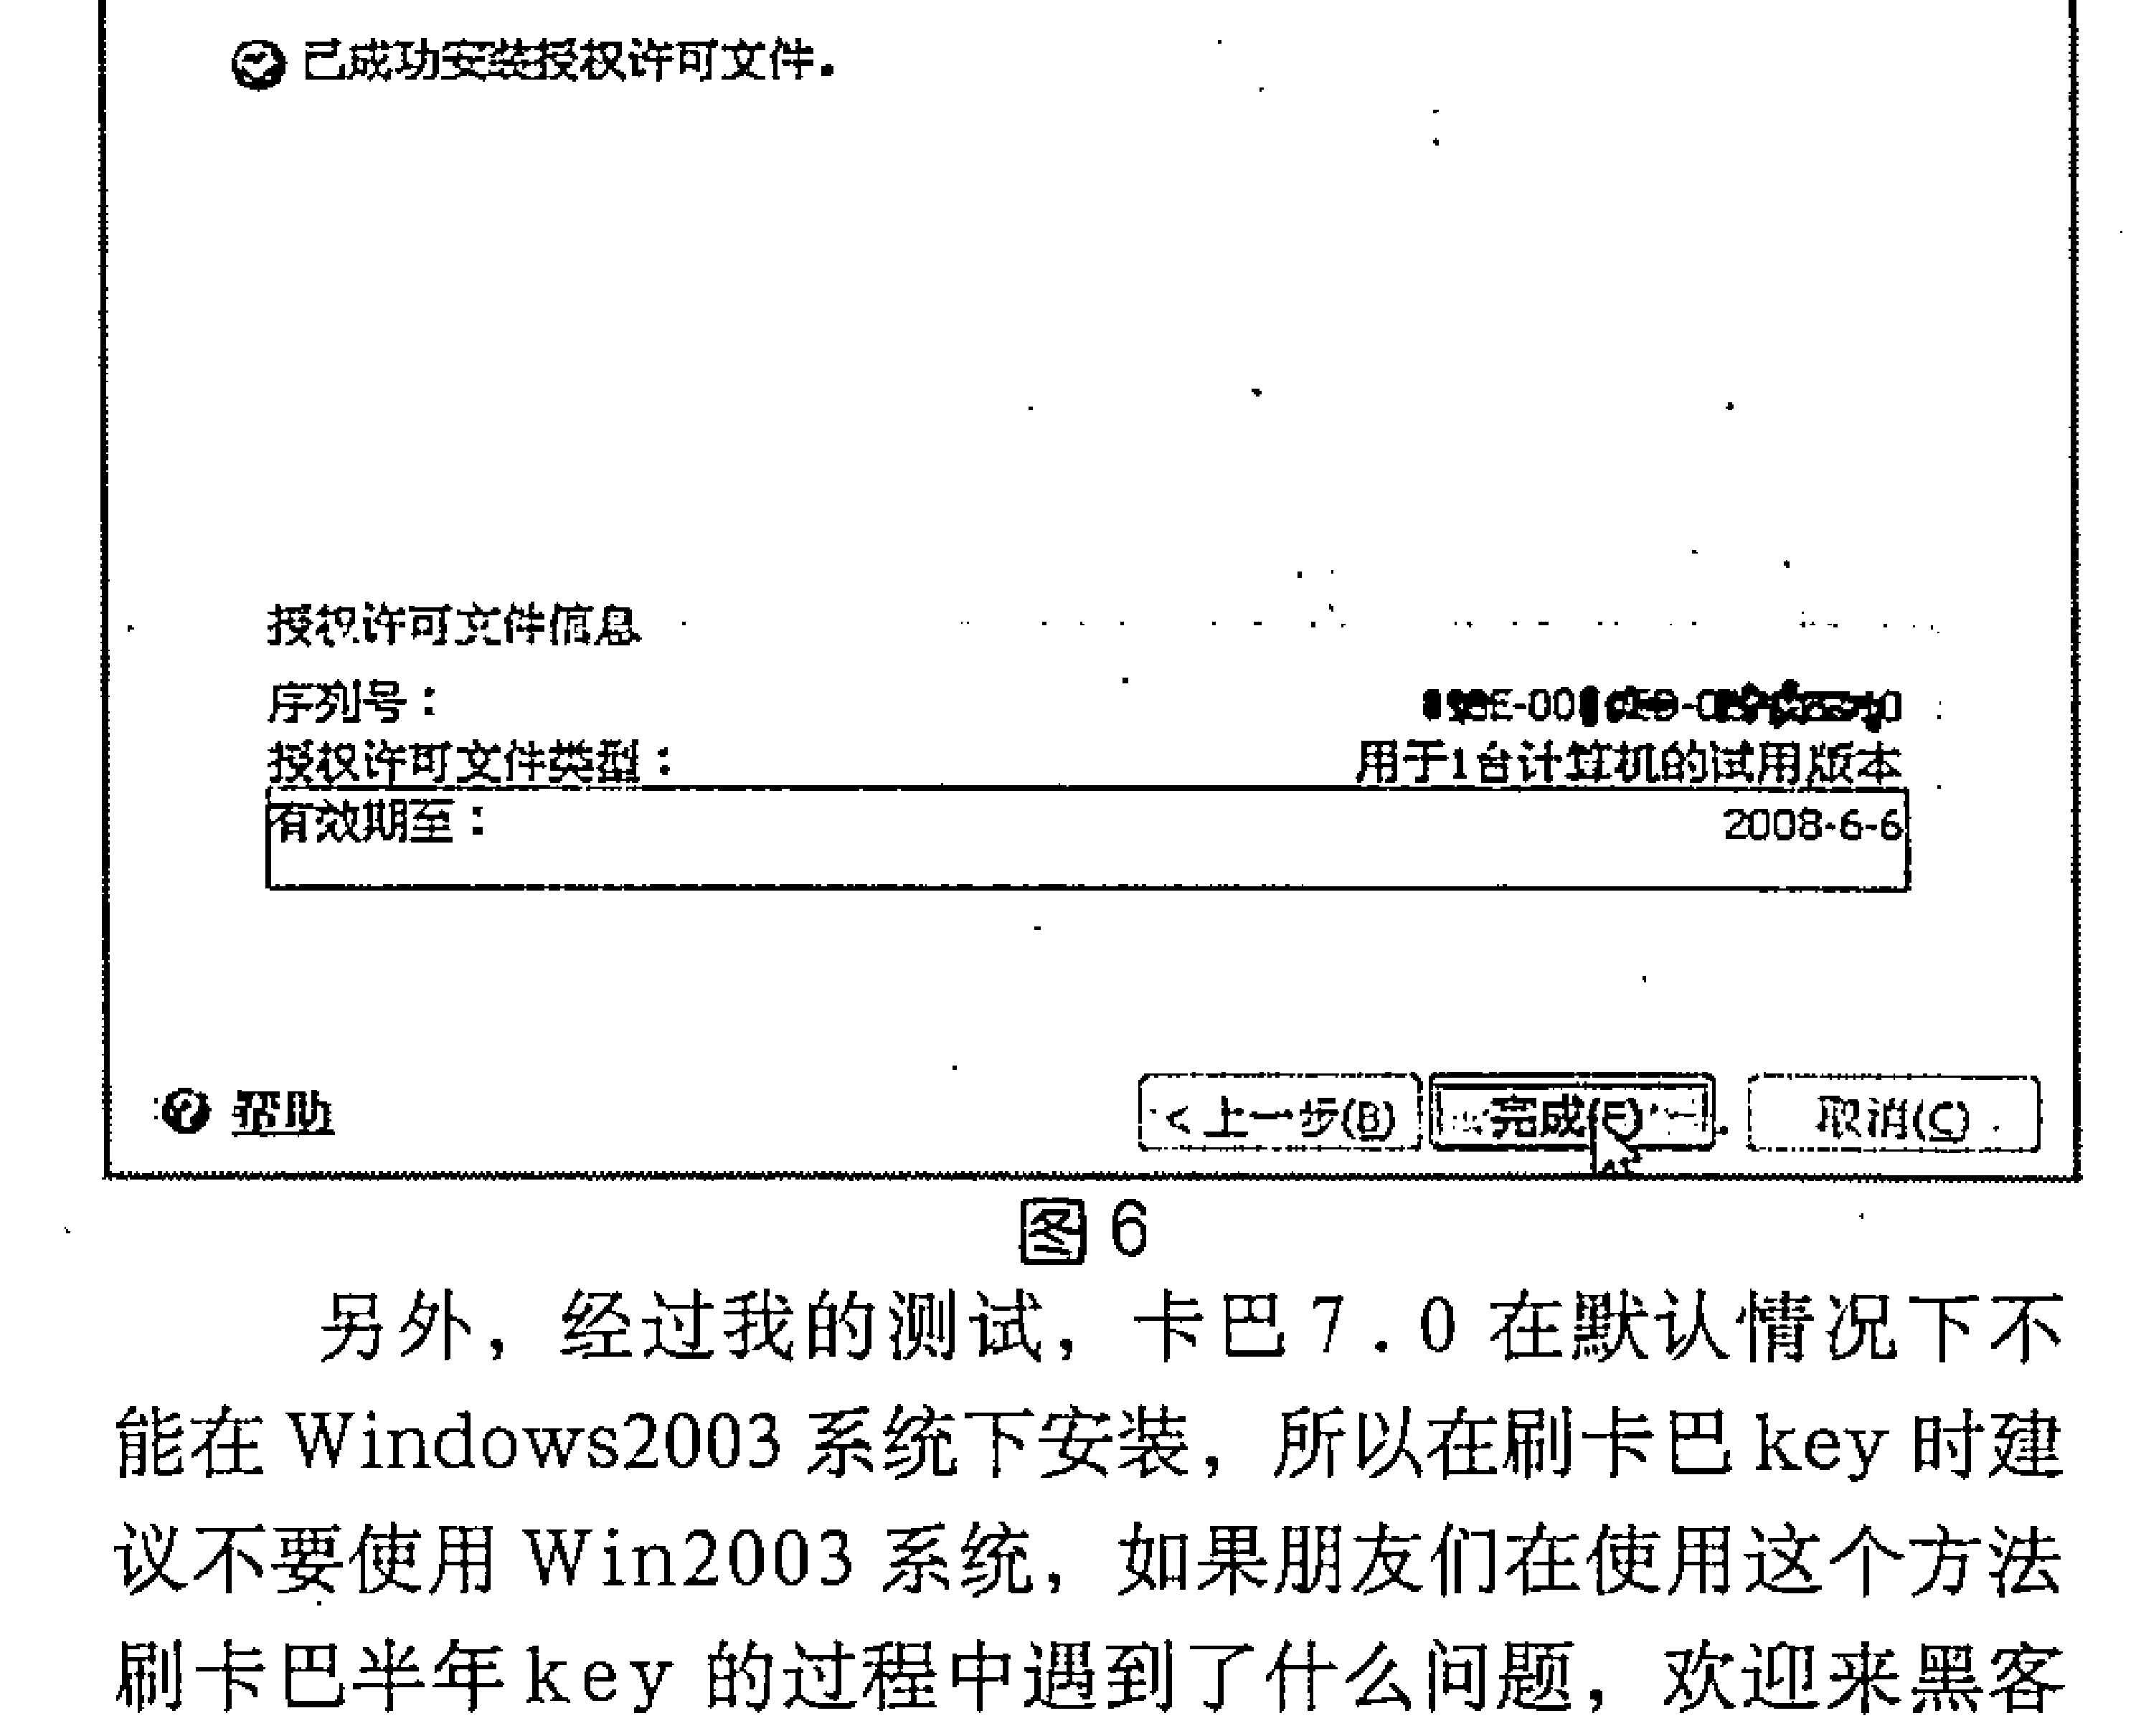 已成功安装授权许可文件.
授权许可文件信息
序列号：
授权许可文件类型： 用于1台计算机的试用版本
有效期至： 2008-6-6
帮助 < 上一步(B) 完成(F) 取消(C)
图 6
另外，经过我的测试，卡巴 7.0 在默认情况下不
能在 Windows2003 系统下安装，所以在刷卡巴 key 时建
议不要使用 Win2003 系统，如果朋友们在使用这个方法
刷卡巴半年 key 的过程中遇到了什么问题，欢迎来黑客